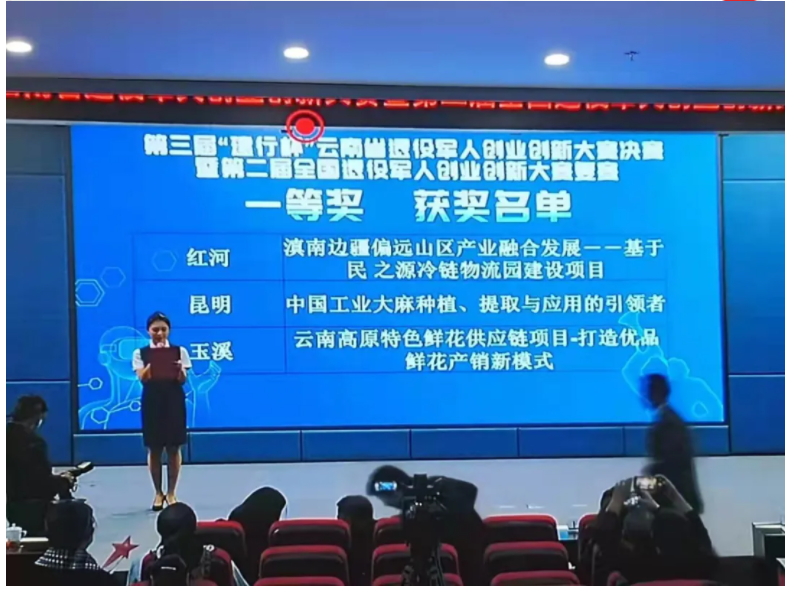 第三届“建行杯”云南省退役军人创业创新大赛决赛
暨第二届全国退役军人创业创新大赛复赛
一等奖 获奖名单
红河 滇南边疆偏远山区产业融合发展——基于
民 之源冷链物流园建设项目
昆明 中国工业大麻种植、提取与应用的引领者
玉溪 云南高原特色鲜花供应链项目-打造优品
鲜花产销新模式